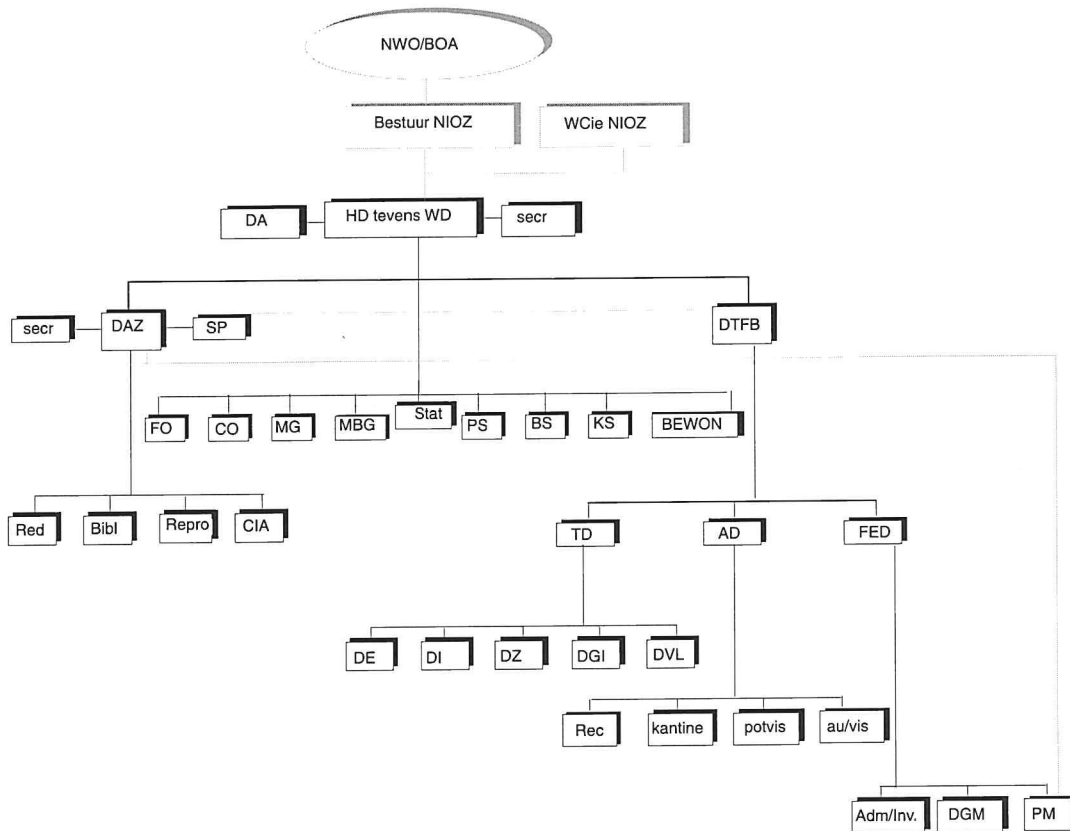 NWO/BOA
Bestuur NIOZ
WCie NIOZ
DA
HD tevens WD
secr
secr
DAZ
SP
DTFB
FO
CO
MG
MBG
Stat
PS
BS
KS
BEWON
Red
Bibl
Repro
CIA
TD
AD
FED
DE
DI
DZ
DGI
DVL
Rec
kantine
potvis
au/vis
Adm/Inv.
DGM
PM